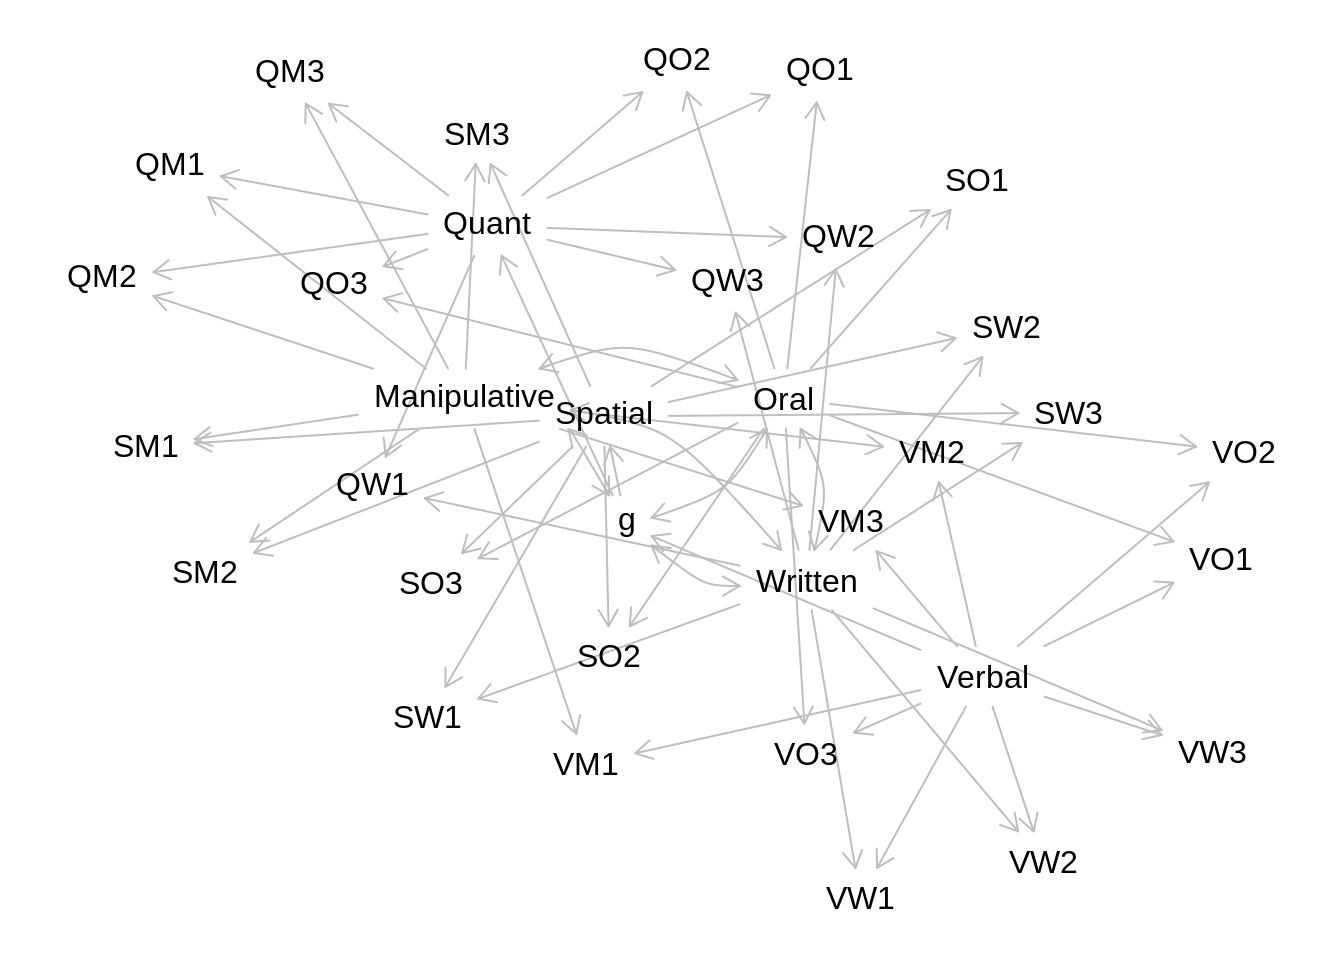 QO2
QO1
QM3
SM3
QM1
SO1
Quant
QW2
QM2
QO3
QW3
SW2
Manipulative
Spatial
Oral
SW3
SM1
VM2
VO2
QW1
g
VM3
VO1
SM2
SO3
Written
SO2
Verbal
SW1
VM1
VO3
VW3
VW2
VW1